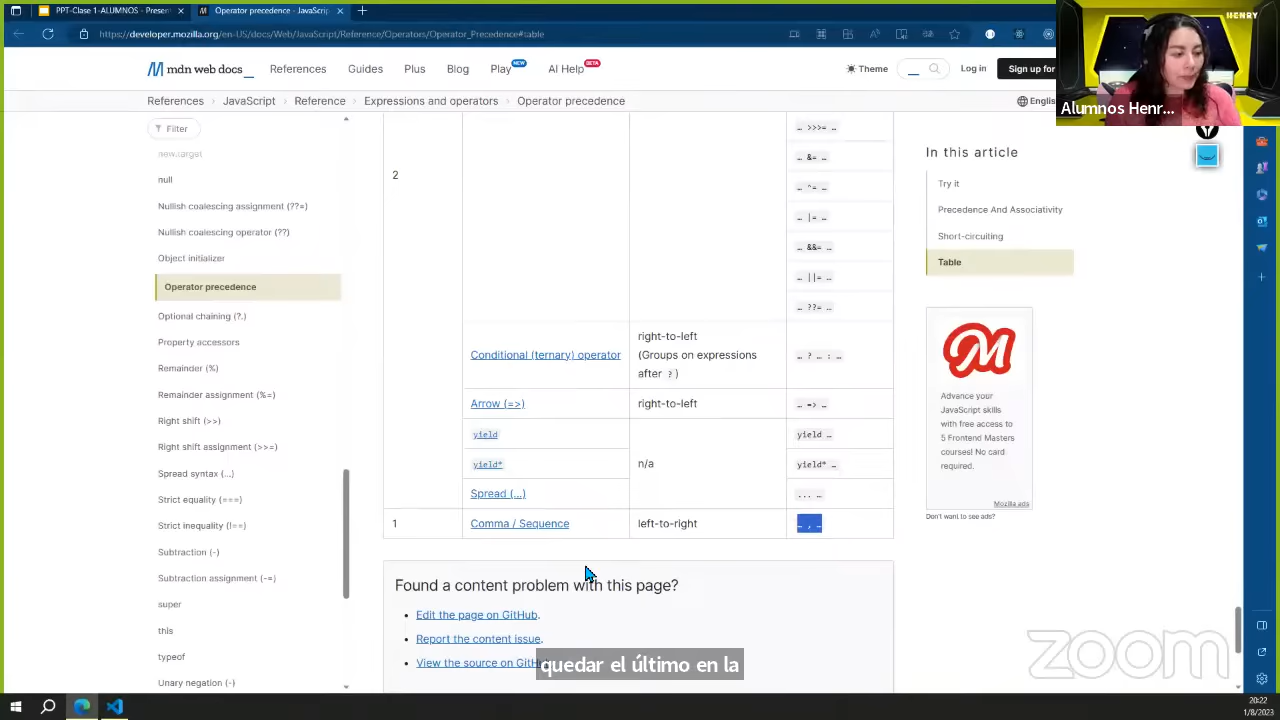 PPT-Clase 1-ALUMNOS - Present
Operator precedence - JavaScri
https://developer.mozilla.org/en-US/docs/Web/JavaScript/Reference/Operators/Operator_Precedence#table
mdn web docs_
References
Guides
Plus
Blog
Play NEW
AI Help BETA
Theme
Log in
Sign up for
References > JavaScript > Reference > Expressions and operators > Operator precedence
Englis
HENRY
Alumnos Henr...
Filter
new.target
null
Nullish coalescing assignment (??=)
Nullish coalescing operator (??)
Object initializer
Operator precedence
Optional chaining (?.)
Property accessors
Remainder (%)
Remainder assignment (%=)
Right shift (>>)
Right shift assignment (>>=)
Spread syntax (...)
Strict equality (===)
Strict inequality (!==)
Subtraction (-)
Subtraction assignment (-=)
super
this
typeof
Unary negation (-)
2
… >>>= …
… &= …
… ^= …
… |= …
… &&= …
… ||= …
… ??= …
Conditional (ternary) operator
right-to-left
(Groups on expressions
after ?)
… ? … : …
Arrow (=>)
right-to-left
… => …
yield
yield …
yield*
n/a
yield* …
Spread (...)
... …
1
Comma / Sequence
left-to-right
… , …
Found a content problem with this page?
• Edit the page on GitHub.
• Report the content issue.
• View the source on GitH
In this article
Try it
Precedence And Associativity
Short-circuiting
Table
M
Advance your
JavaScript skills
with free access to
5 Frontend Masters
courses! No card
required.
Mozilla ads
Don't want to see ads?
quedar el último en la
zoom
20:22
1/8/2023